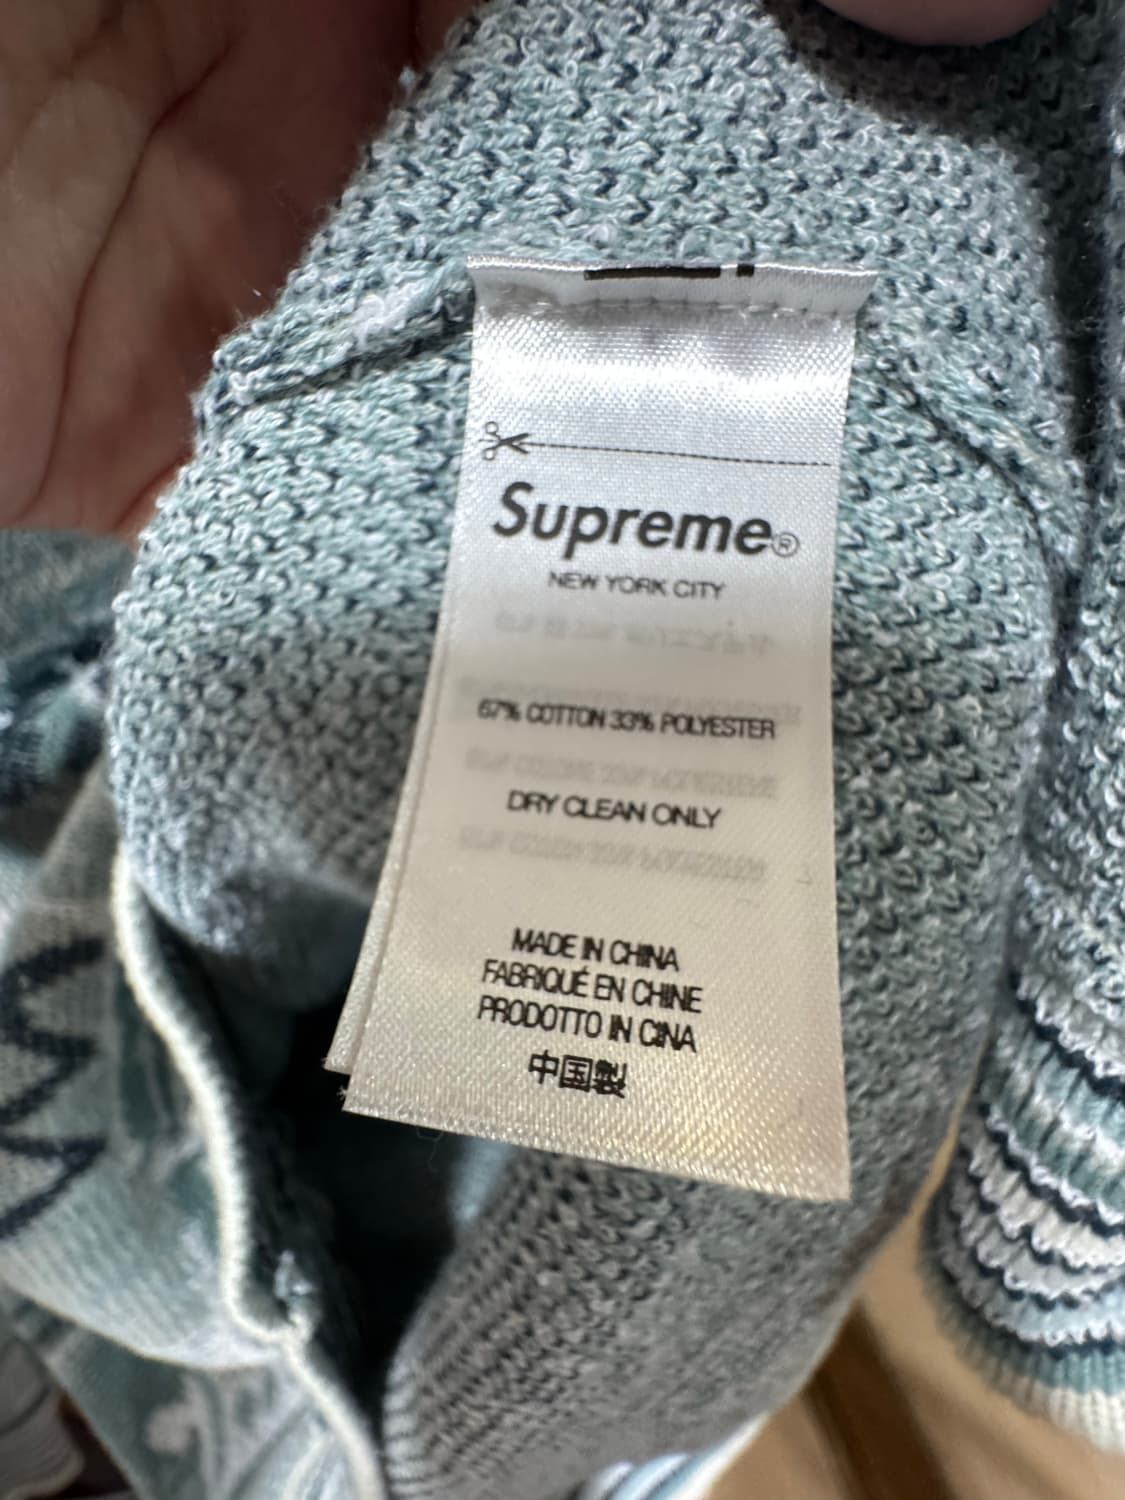 Supreme®
NEW YORK CITY
67% COTTON 33% POLYESTER
DRY CLEAN ONLY
MADE IN CHINA
FABRIQUÉ EN CHINE
PRODOTTO IN CINA
中国製